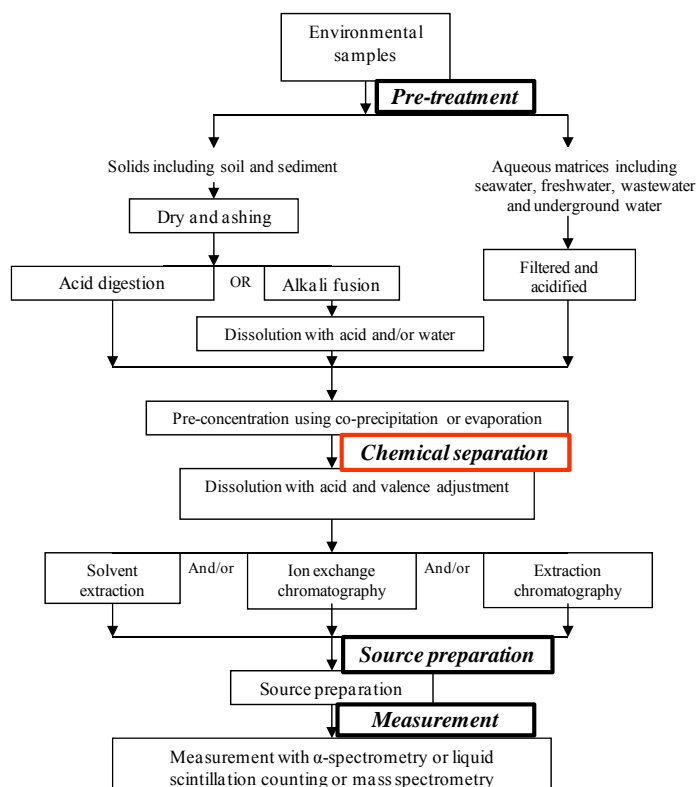 Environmental
samples
Pre-treatment
Solids including soil and sediment
Aqueous matrices including
seawater, freshwater, wastewater
and underground water
Dry and ashing
Acid digestion
OR
Alkali fusion
Filtered and
acidified
Dissolution with acid and/or water
Pre-concentration using co-precipitation or evaporation
Chemical separation
Dissolution with acid and valence adjustment
Solvent
extraction
And/or
Ion exchange
chromatography
And/or
Extraction
chromatography
Source preparation
Source preparation
Measurement
Measurement with α-spectrometry or liquid
scintillation counting or mass spectrometry